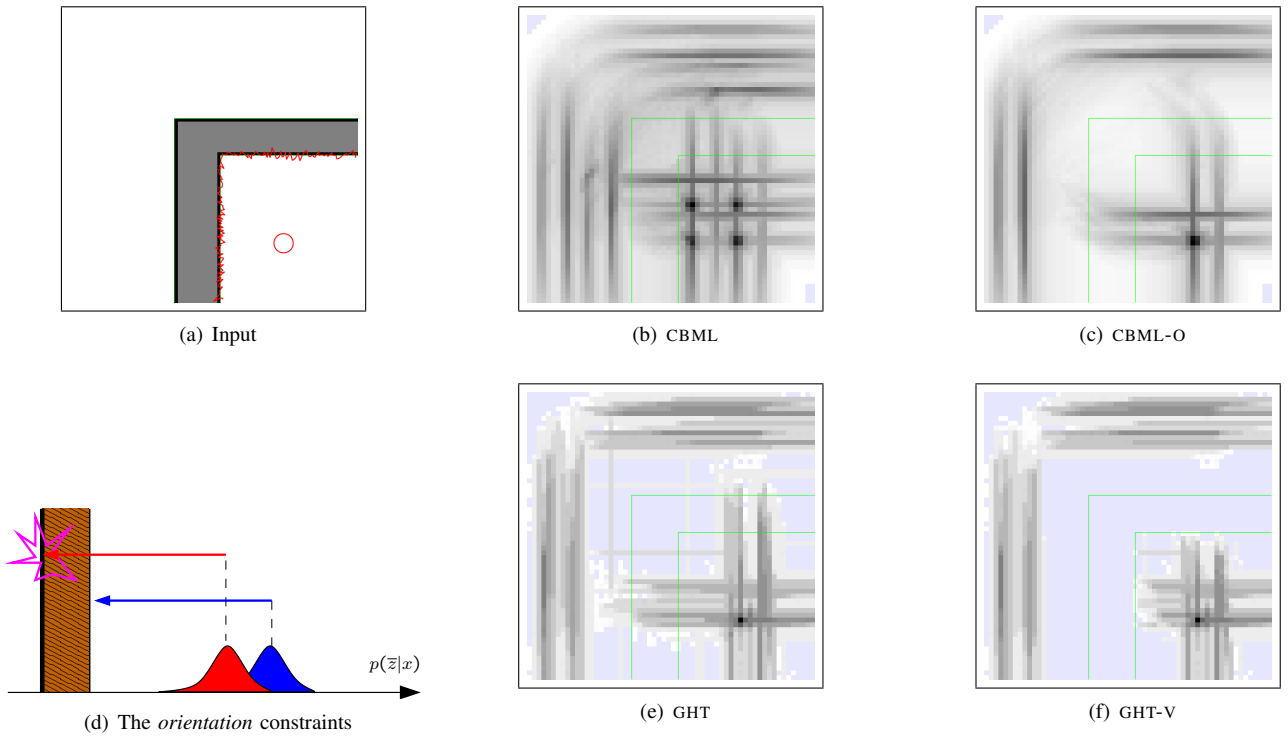 (a) Input
(b) CBML
(c) CBML-O
p(z̅|x)
(d) The orientation constraints
(e) GHT
(f) GHT-V